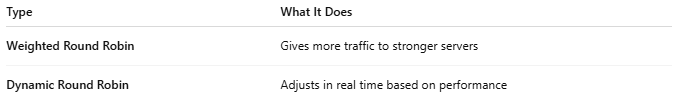 Type What It Does
Weighted Round Robin Gives more traffic to stronger servers
Dynamic Round Robin Adjusts in real time based on performance